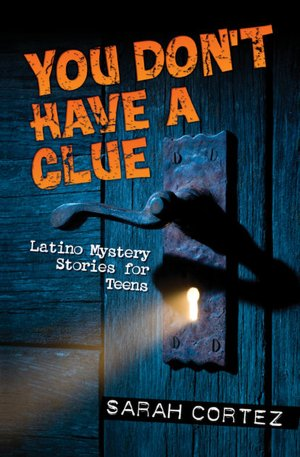 YOU DON'T
HAVE A
CLUE
Latino Mystery
Stories for
Teens
SARAH CORTEZ